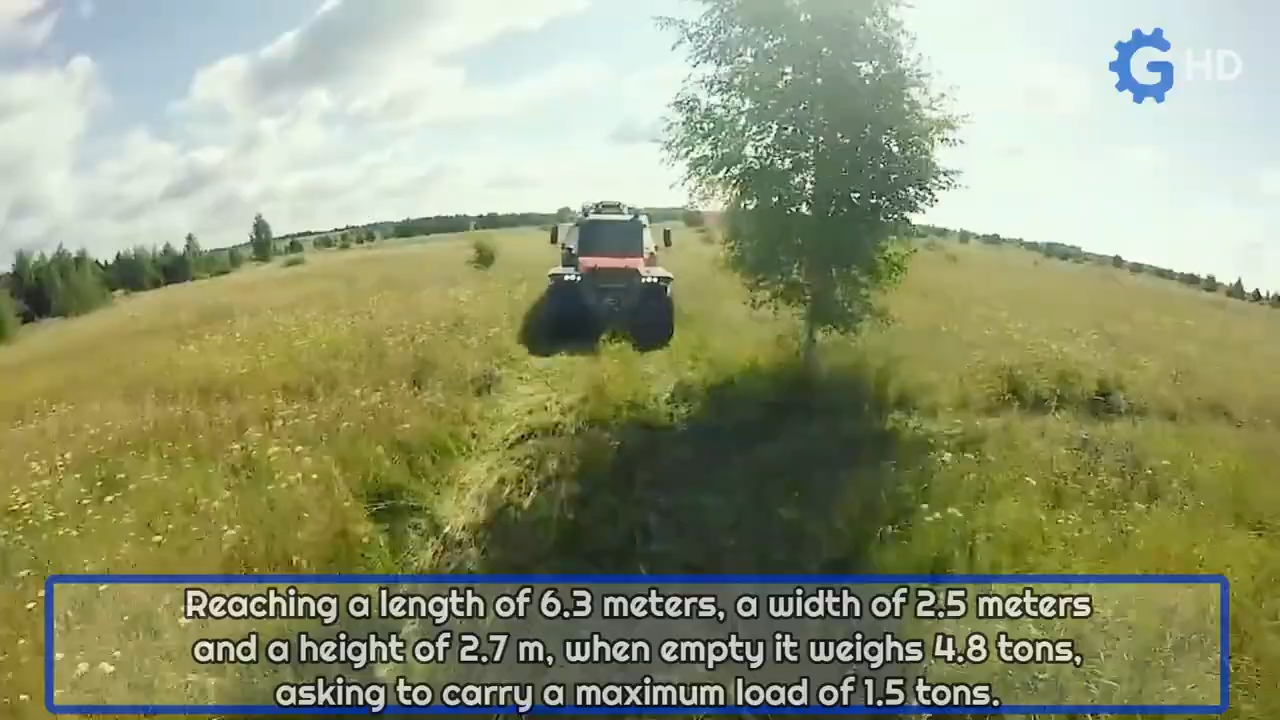 G HD
Reaching a length of 6.3 meters, a width of 2.5 meters
and a height of 2.7 m, when empty it weighs 4.8 tons,
asking to carry a maximum load of 1.5 tons.